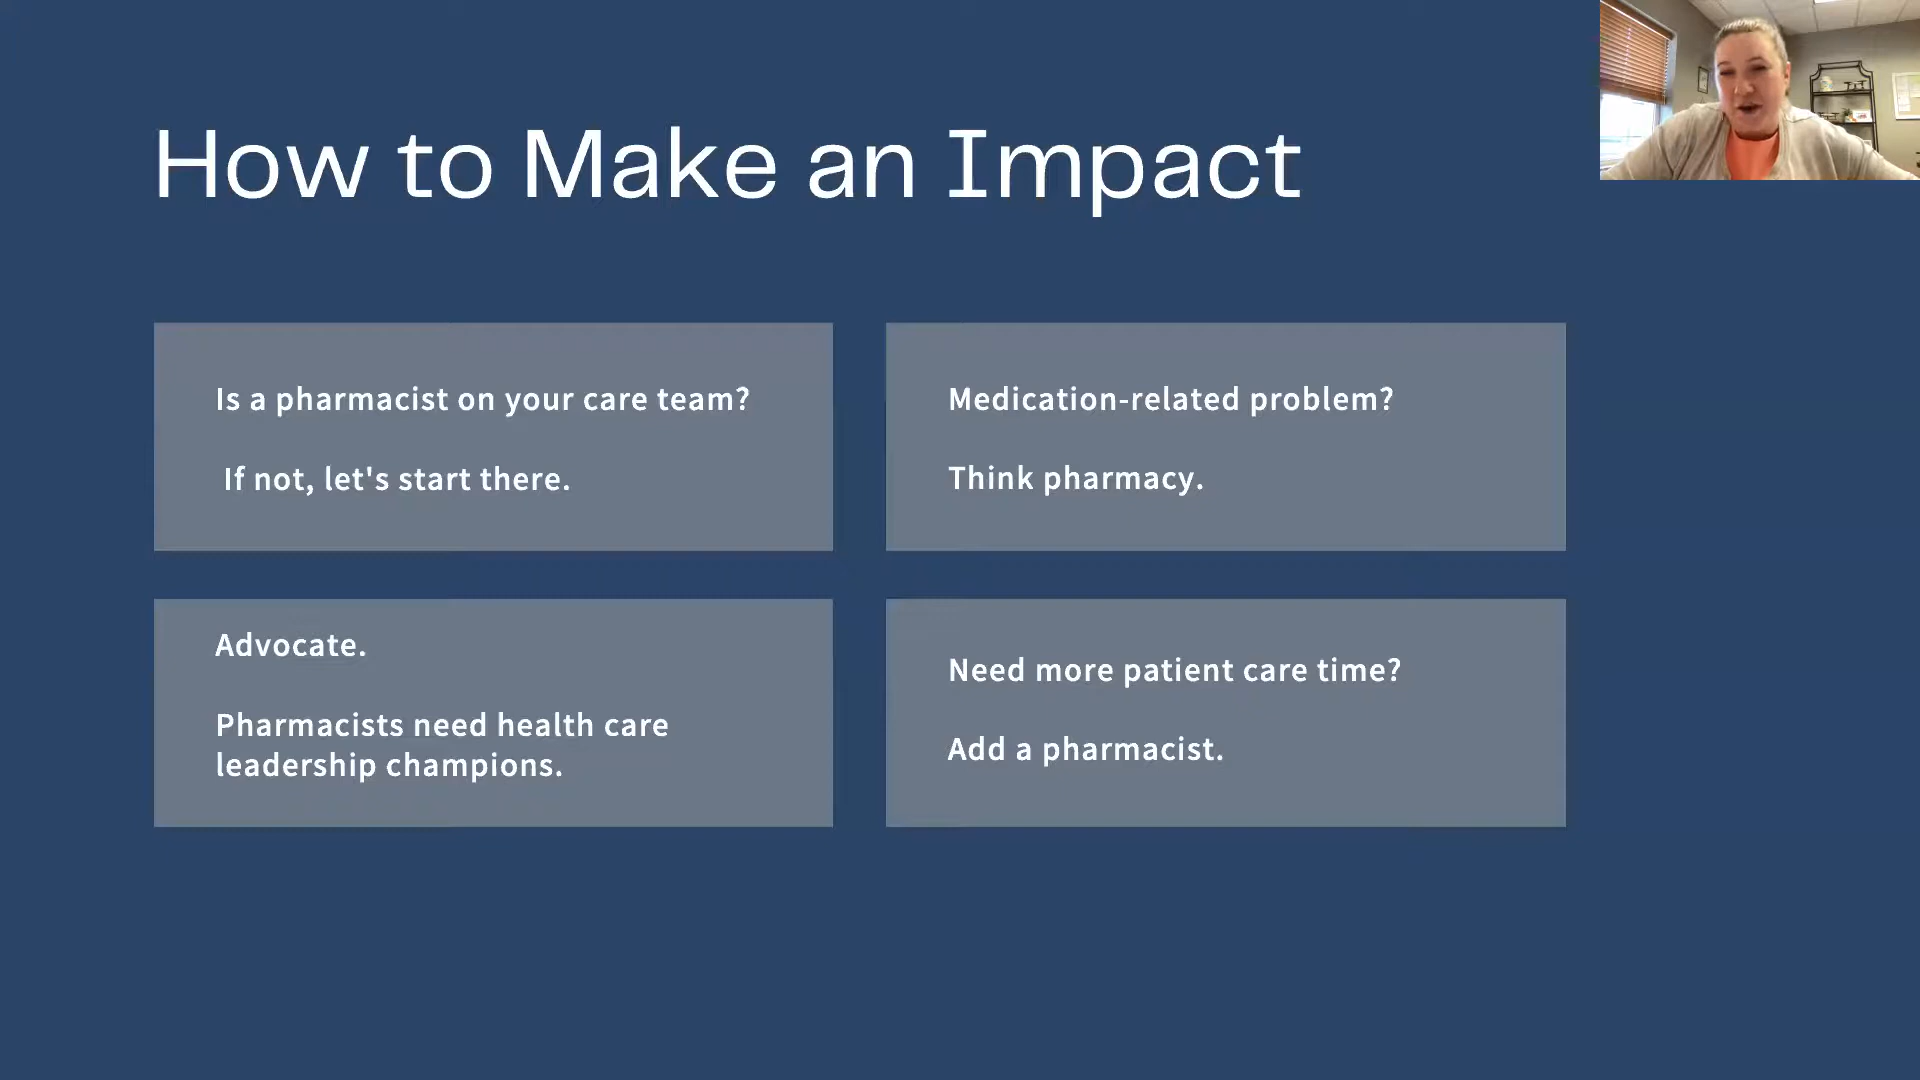 How to Make an Impact
Is a pharmacist on your care team?
If not, let's start there.
Medication-related problem?
Think pharmacy.
Advocate.
Pharmacists need health care
leadership champions.
Need more patient care time?
Add a pharmacist.